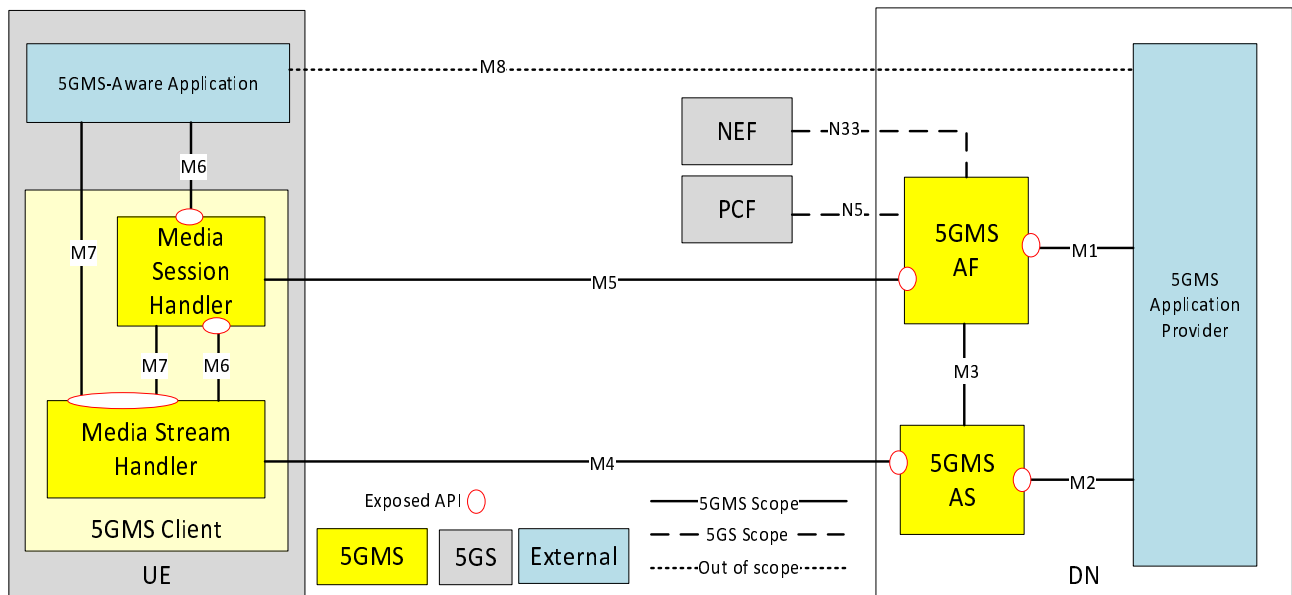 5GMS-Aware Application
M8
NEF
N33
PCF
N5
M6
M7
Media
Session
Handler
M5
5GMS
AF
M1
5GMS
Application
Provider
M7
M6
M3
Media Stream
Handler
M4
5GMS
AS
M2
5GMS Client
UE
Exposed API
5GMS
5GS
External
5GMS Scope
5GS Scope
Out of scope
DN